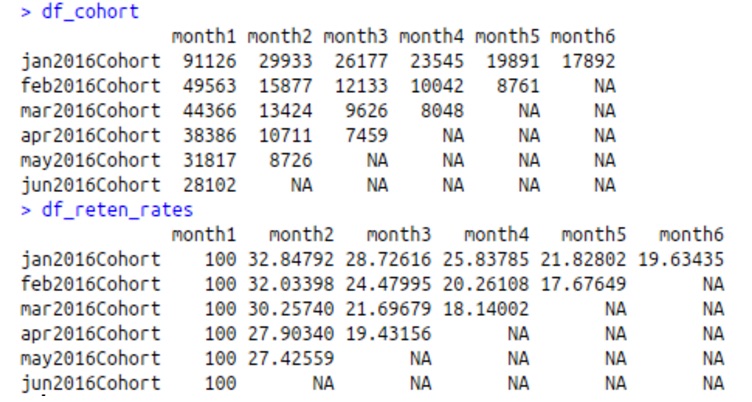 > df_cohort
month1 month2 month3 month4 month5 month6
jan2016Cohort 91126 29933 26177 23545 19891 17892
feb2016Cohort 49563 15877 12133 10042 8761 NA
mar2016Cohort 44366 13424 9626 8048 NA NA
apr2016Cohort 38386 10711 7459 NA NA NA
may2016Cohort 31817 8726 NA NA NA NA
jun2016Cohort 28102 NA NA NA NA NA
> df_reten_rates
month1 month2 month3 month4 month5 month6
jan2016Cohort 100 32.84792 28.72616 25.83785 21.82802 19.63435
feb2016Cohort 100 32.03398 24.47995 20.26108 17.67649 NA
mar2016Cohort 100 30.25740 21.69679 18.14002 NA NA
apr2016Cohort 100 27.90340 19.43156 NA NA NA
may2016Cohort 100 27.42559 NA NA NA NA
jun2016Cohort 100 NA NA NA NA NA